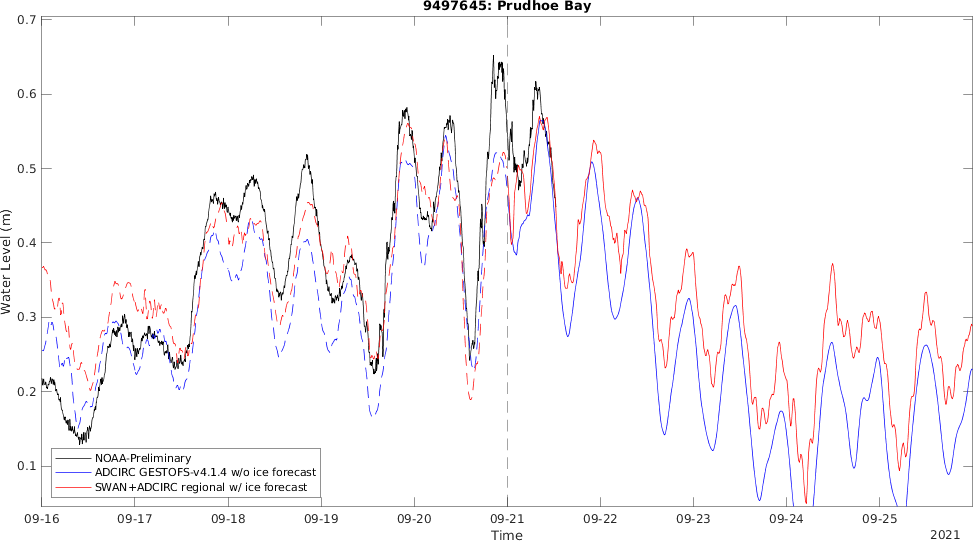 9497645: Prudhoe Bay
0.7
0.6
0.5
0.4
0.3
0.2
0.1
Water Level (m)
NOAA-Preliminary
ADCIRC GESTOFS-v4.1.4 w/o ice forecast
SWAN+ADCIRC regional w/ ice forecast
09-16 09-17 09-18 09-19 09-20 09-21 09-22 09-23 09-24 09-25
Time
2021